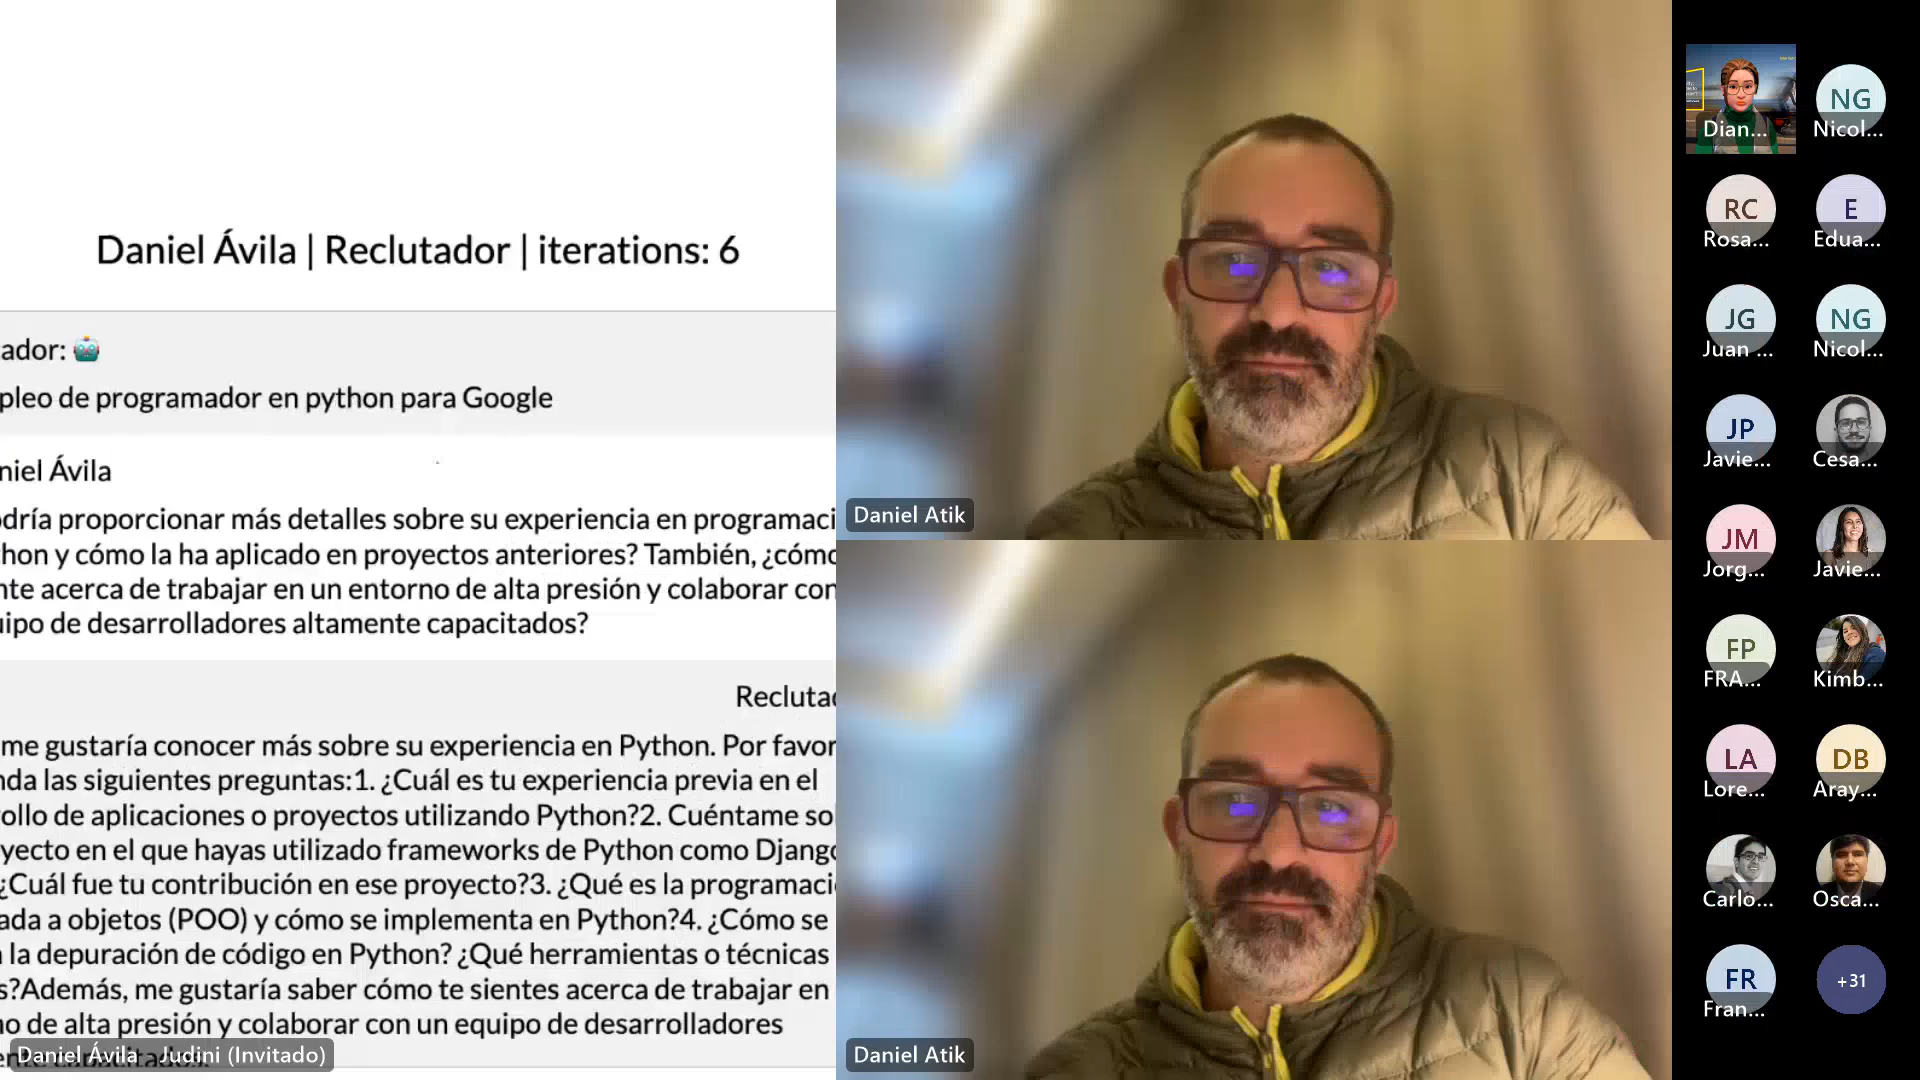 Daniel Ávila | Reclutador | iterations: 6
ador:
pleo de programador en python para Google
niel Ávila
odría proporcionar más detalles sobre su experiencia en programaci
hon y cómo la ha aplicado en proyectos anteriores? También, ¿cómo
nte acerca de trabajar en un entorno de alta presión y colaborar con
uipo de desarrolladores altamente capacitados?
Reclutad
me gustaría conocer más sobre su experiencia en Python. Por favor
nda las siguientes preguntas:1. ¿Cuál es tu experiencia previa en el
ollo de aplicaciones o proyectos utilizando Python?2. Cuéntame so
yecto en el que hayas utilizado frameworks de Python como Django
¿Cuál fue tu contribución en ese proyecto?3. ¿Qué es la programaci
ada a objetos (POO) y cómo se implementa en Python?4. ¿Cómo se
la depuración de código en Python? ¿Qué herramientas o técnicas
s?Además, me gustaría saber cómo te sientes acerca de trabajar en
no de alta presión y colaborar con un equipo de desarrolladores
Daniel Ávila - Judini (Invitado)
Daniel Atik
Daniel Atik
Dian...
NG
Nicol...
RC
Rosa...
E
Edua...
JG
Juan ...
NG
Nicol...
JP
Javie...
Cesa...
JM
Jorg...
Javie...
FP
FRA...
Kimb...
LA
Lore...
DB
Aray...
Carlo...
Osca...
FR
Fran...
+31